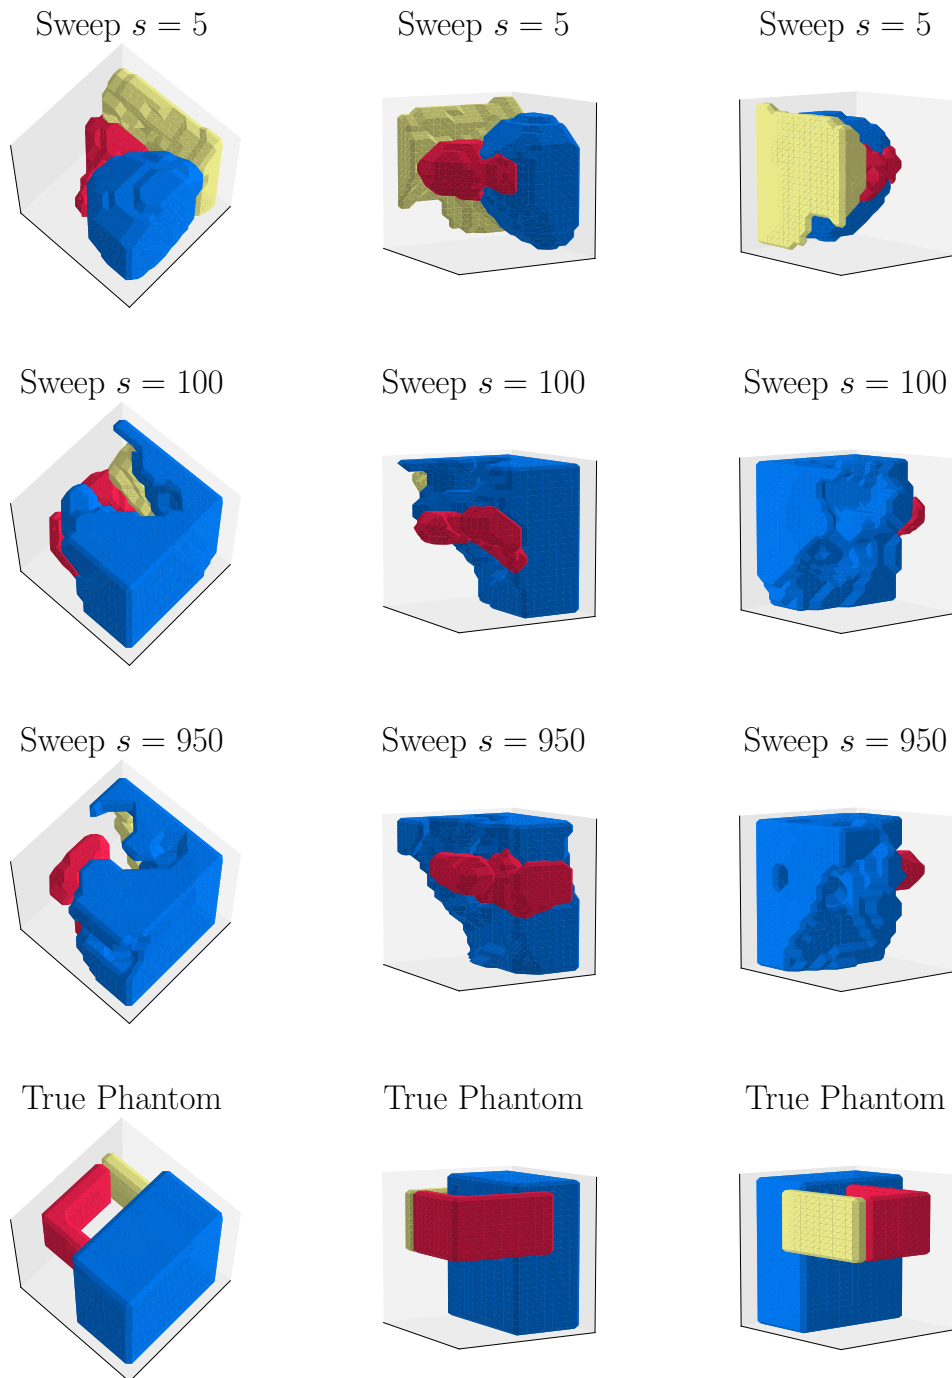 Sweep s = 5
Sweep s = 5
Sweep s = 5
Sweep s = 100
Sweep s = 100
Sweep s = 100
Sweep s = 950
Sweep s = 950
Sweep s = 950
True Phantom
True Phantom
True Phantom